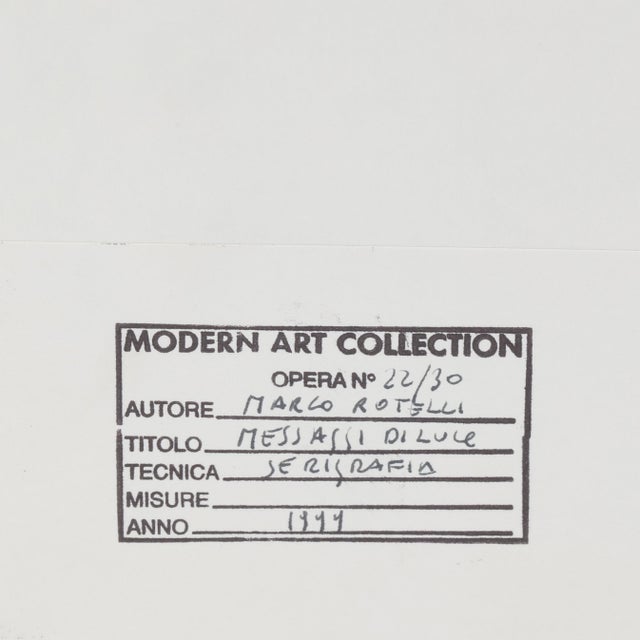 MODERN ART COLLECTION
OPERA N° 22/30
AUTORE MARCO ROTELLI
TITOLO MESSAGGI DI LUCE
TECNICA SERIGRAFIA
MISURE
ANNO 1999